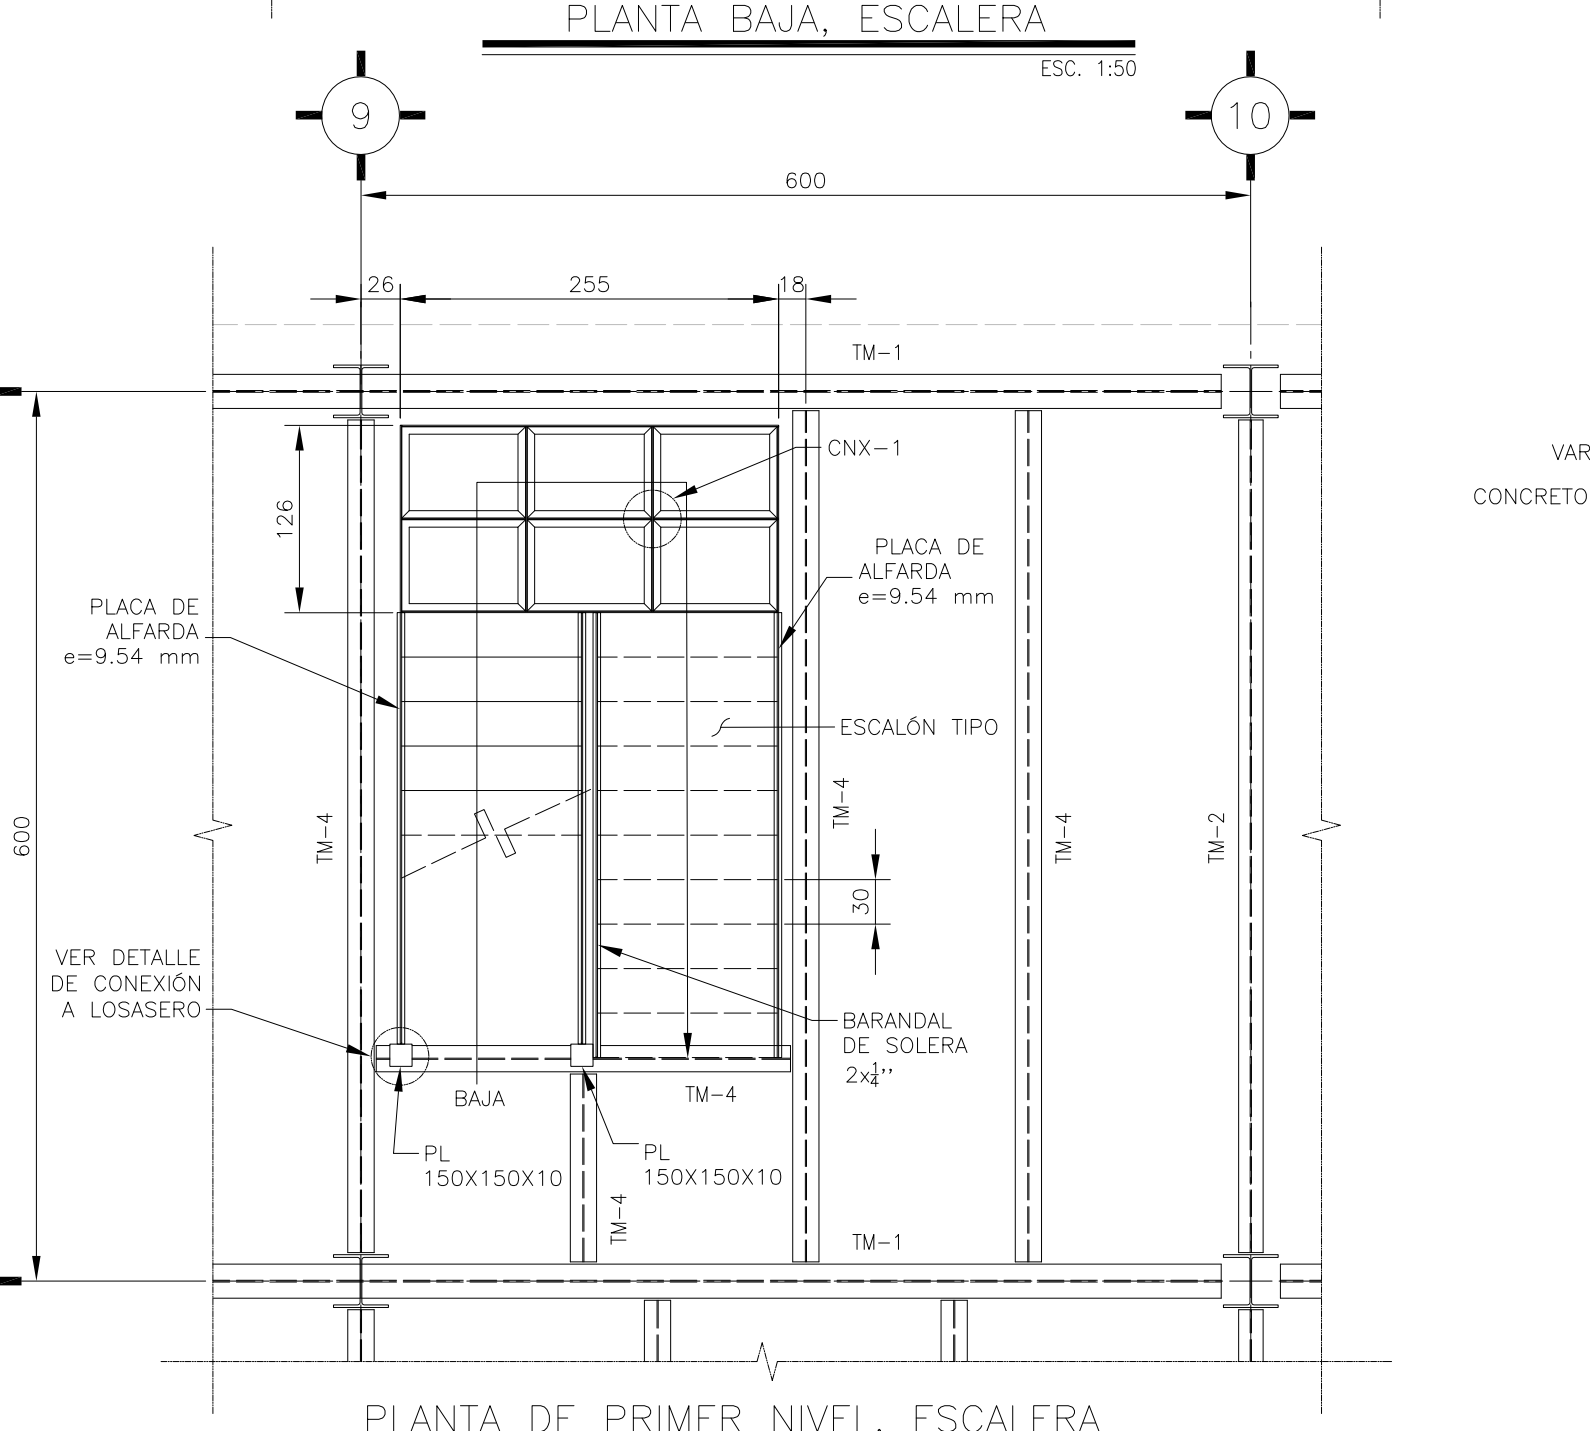 PLANTA BAJA, ESCALERA
ESC. 1:50
9
10
600
26
255
18
TM-1
CNX-1
VAR
CONCRETO
126
PLACA DE
ALFARDA
e=9.54 mm
PLACA DE
ALFARDA
e=9.54 mm
ESCALÓN TIPO
600
TM-4
TM-4
TM-4
TM-2
30
VER DETALLE
DE CONEXIÓN
A LOSASERO
BARANDAL
DE SOLERA
2x1/4''
BAJA
TM-4
PL
150X150X10
PL
150X150X10
TM-4
TM-1
PLANTA DE PRIMER NIVEL, ESCALERA